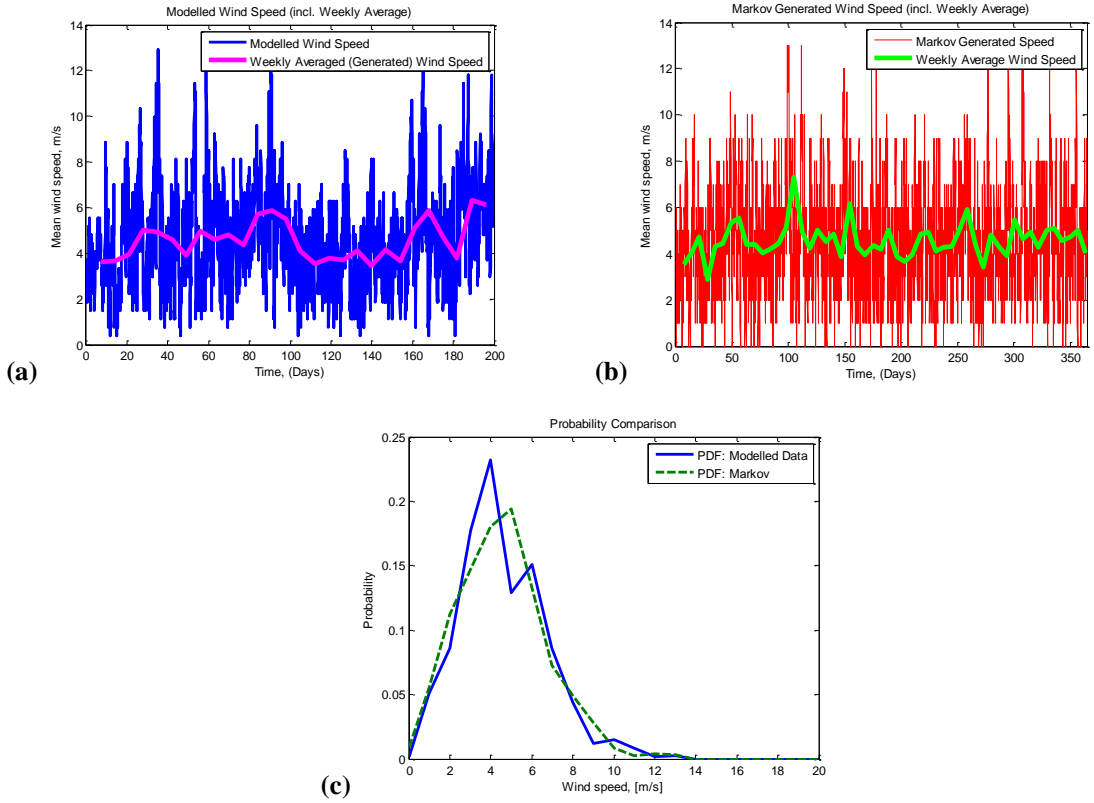 Modelled Wind Speed (incl. Weekly Average)
Modelled Wind Speed
Weekly Averaged (Generated) Wind Speed
Mean wind speed, m/s
14
12
10
8
6
4
2
0
0 20 40 60 80 100 120 140 160 180 200
Time, (Days)
(a)
Markov Generated Wind Speed (incl. Weekly Average)
Markov Generated Speed
Weekly Average Wind Speed
Mean wind speed, m/s
14
12
10
8
6
4
2
0
0 50 100 150 200 250 300 350
Time, (Days)
(b)
Probability Comparison
PDF: Modelled Data
PDF: Markov
Probability
0.25
0.2
0.15
0.1
0.05
0
0 2 4 6 8 10 12 14 16 18 20
Wind speed, [m/s]
(c)